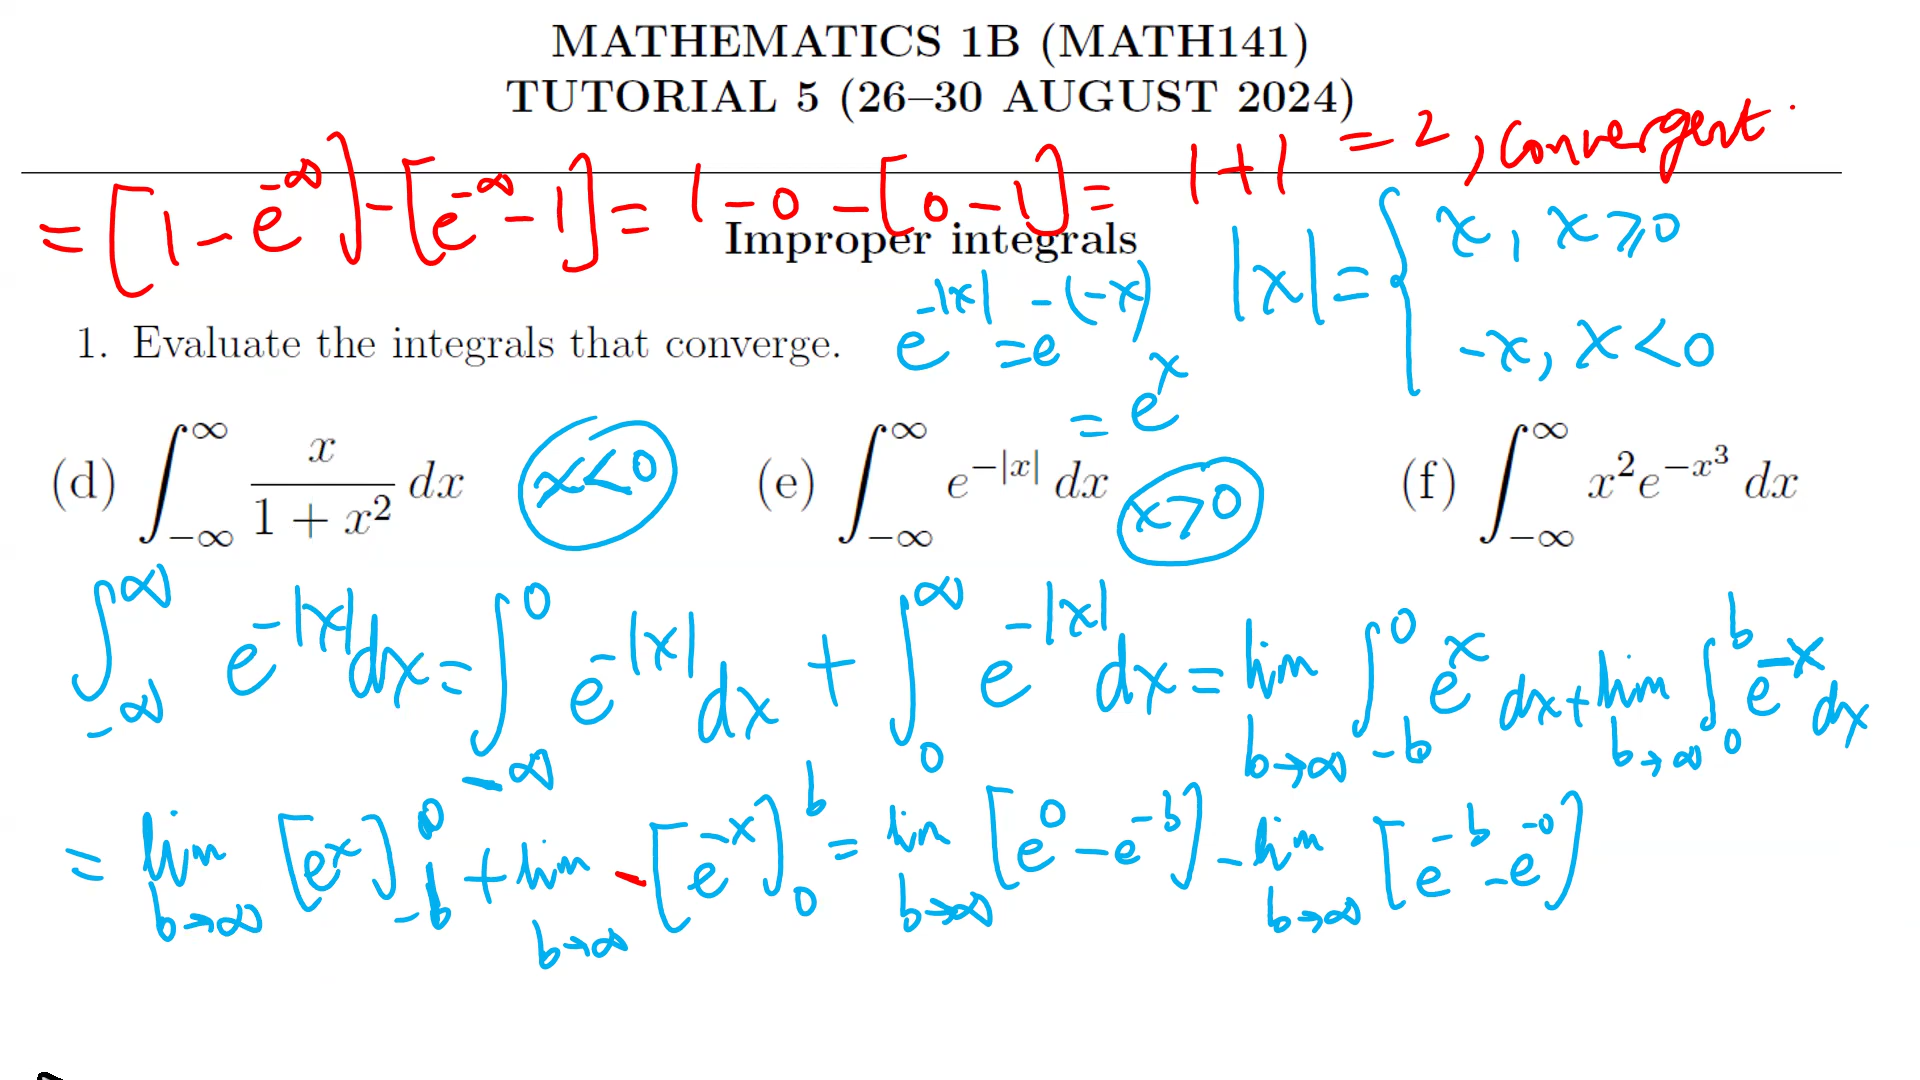 MATHEMATICS 1B (MATH141)
TUTORIAL 5 (26–30 AUGUST 2024)
= [1 - e^{-∞}] - [e^{-∞} - 1] = 1 - 0 - [0 - 1] = 1 + 1 = 2, convergent.
Improper integrals
|x| = { x, x ⩾ 0
-x, x < 0
e^{-|x|} = e^{-(-x)}
= e^x
1. Evaluate the integrals that converge.
(d) ∫_{-∞}^{∞} x/(1 + x²) dx
x < 0
(e) ∫_{-∞}^{∞} e^{-|x|} dx
x > 0
(f) ∫_{-∞}^{∞} x² e^{-x³} dx
∫_{-∞}^{∞} e^{-|x|} dx = ∫_{-∞}^{0} e^{-|x|} dx + ∫_{0}^{∞} e^{-|x|} dx = lim_{b→∞} ∫_{-b}^{0} e^x dx + lim_{b→∞} ∫_{0}^{b} e^{-x} dx
= lim_{b→∞} [e^x]_{-b}^{0} + lim_{b→∞} -[e^{-x}]_{0}^{b} = lim_{b→∞} [e^0 - e^{-b}] - lim_{b→∞} [e^{-b} - e^{-0}]